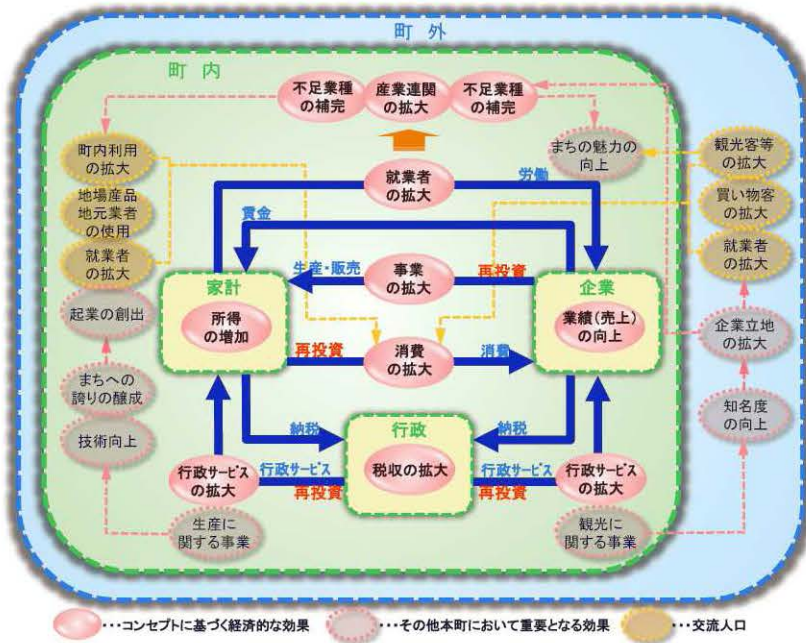 町 外
町 内
不足業種
の補完
産業連関
の拡大
不足業種
の補完
町内利用
の拡大
まちの魅力の
向上
観光客等
の拡大
就業者
の拡大
労働
地場産品
地元業者
の使用
買い物客
の拡大
賃金
就業者
の拡大
生産・販売
事業
の拡大
再投資
就業者
の拡大
家計
企業
起業の創出
所得
の増加
業績(売上)
の向上
企業立地
の拡大
再投資
消費
の拡大
消費
まちへの
誇りの醸成
知名度
の向上
納税
行政
納税
技術向上
行政サービス
の拡大
行政サービス
再投資
税収の拡大
行政サービス
再投資
行政サービス
の拡大
生産に
関する事業
観光に
関する事業
・・・コンセプトに基づく経済的な効果
・・・その他本町において重要となる効果
・・・交流人口